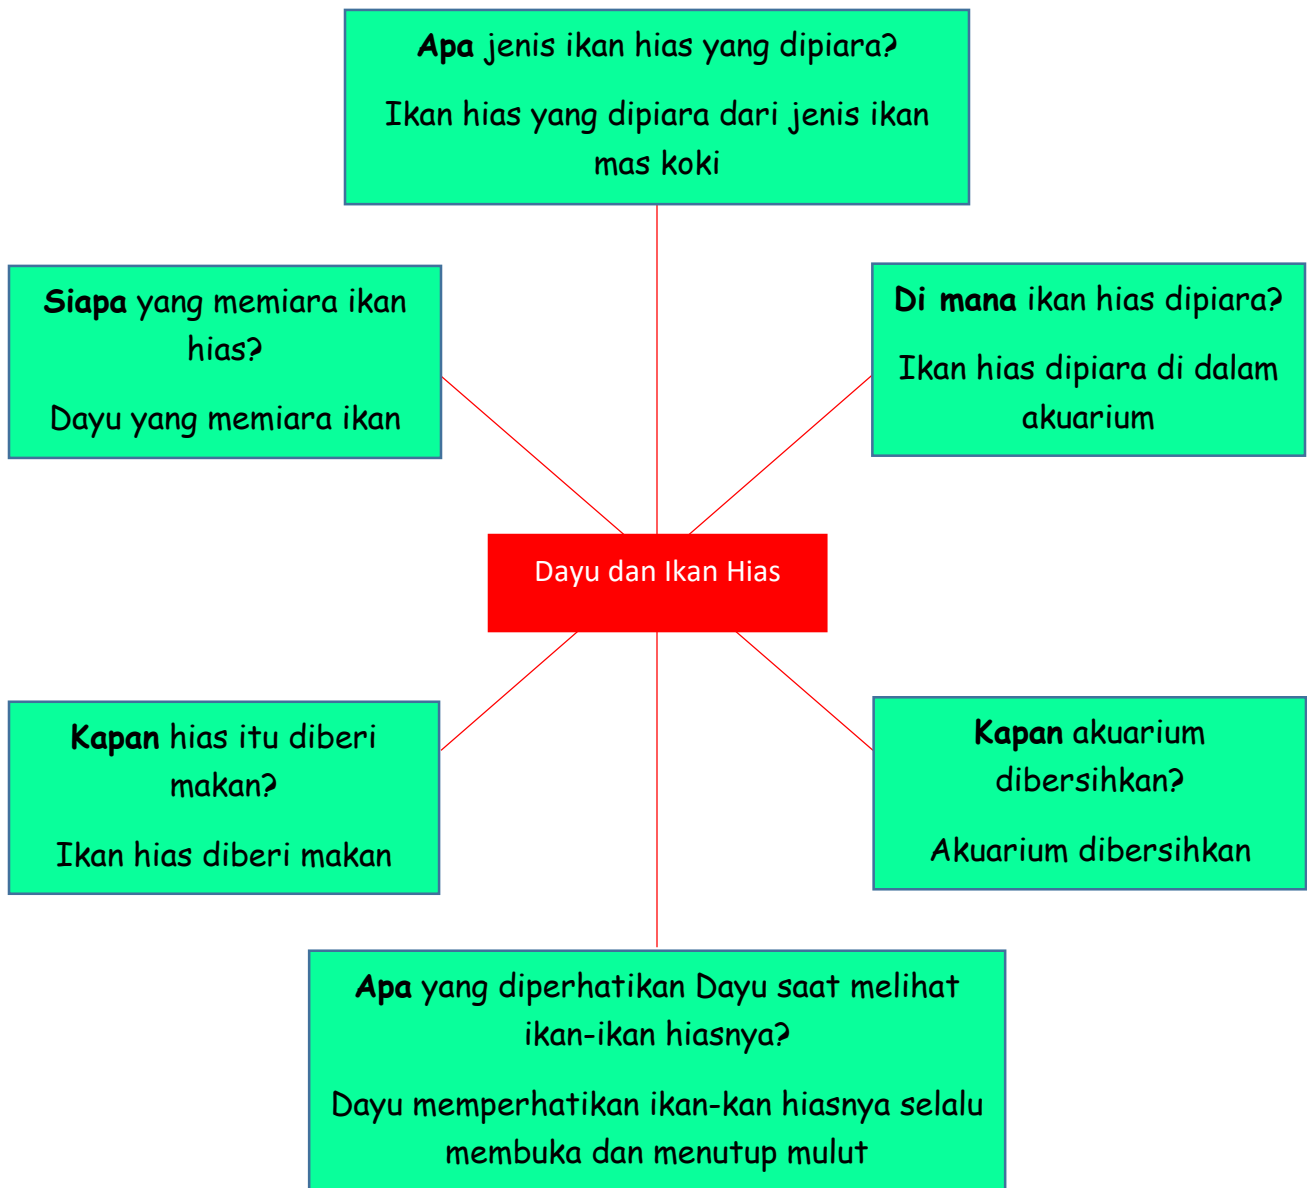 Apa jenis ikan hias yang dipiara?
Ikan hias yang dipiara dari jenis ikan
mas koki
Siapa yang memiara ikan
hias?
Dayu yang memiara ikan
Di mana ikan hias dipiara?
Ikan hias dipiara di dalam
akuarium
Dayu dan Ikan Hias
Kapan hias itu diberi
makan?
Ikan hias diberi makan
Kapan akuarium
dibersihkan?
Akuarium dibersihkan
Apa yang diperhatikan Dayu saat melihat
ikan-ikan hiasnya?
Dayu memperhatikan ikan-kan hiasnya selalu
membuka dan menutup mulut